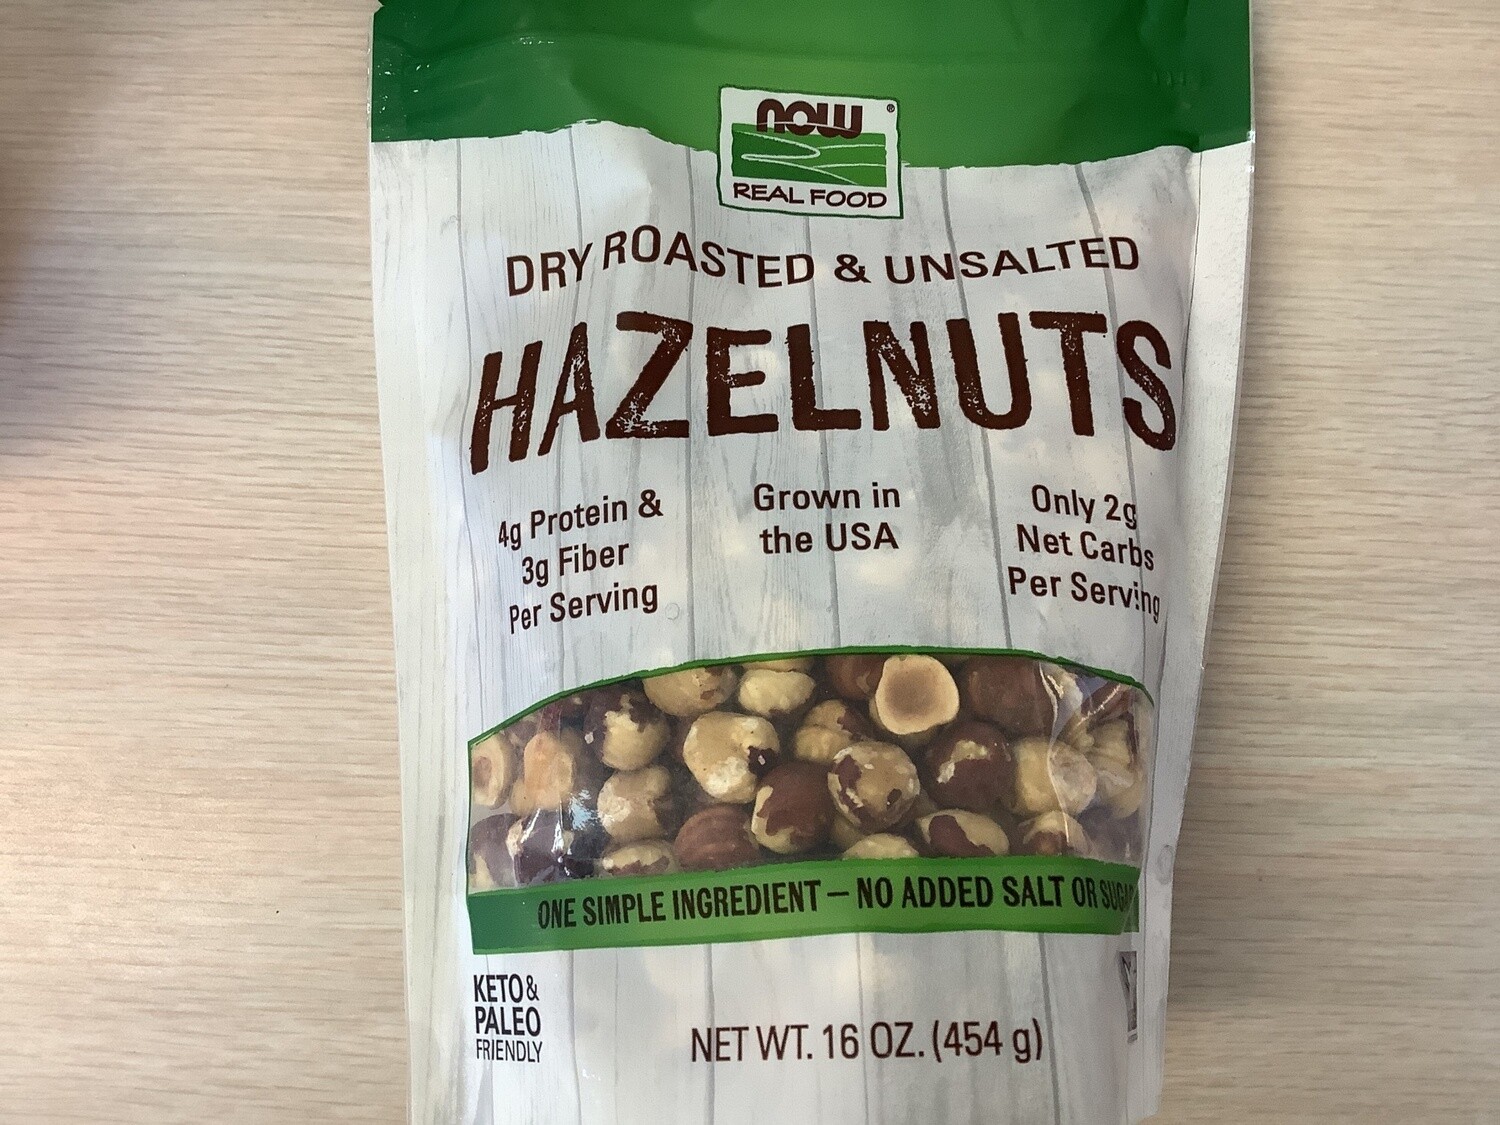 now®
REAL FOOD
DRY ROASTED & UNSALTED
HAZELNUTS
4g Protein &
3g Fiber
Per Serving
Grown in
the USA
Only 2g
Net Carbs
Per Serving
ONE SIMPLE INGREDIENT – NO ADDED SALT OR SUGAR
KETO &
PALEO
FRIENDLY
NET WT. 16 OZ. (454 g)